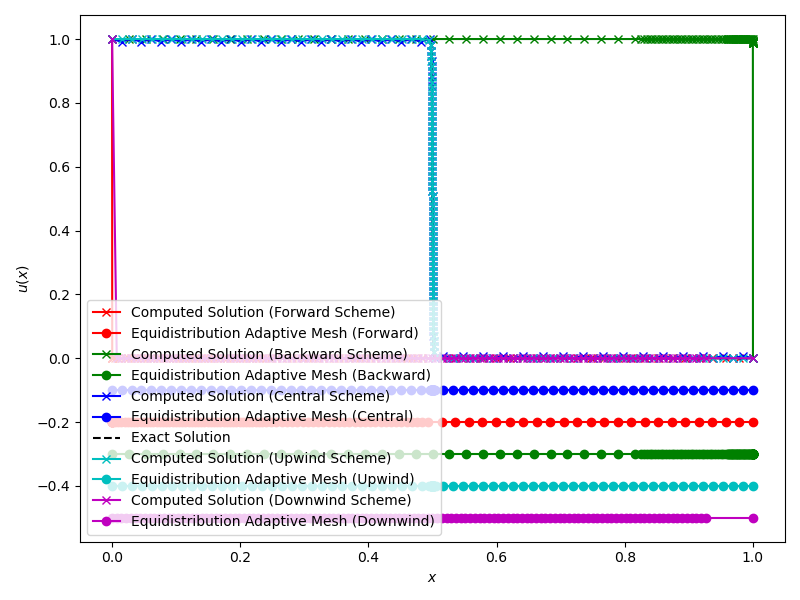 1.0
0.8
0.6
0.4
0.2
0.0
−0.2
−0.4
u(x)
Computed Solution (Forward Scheme)
Equidistribution Adaptive Mesh (Forward)
Computed Solution (Backward Scheme)
Equidistribution Adaptive Mesh (Backward)
Computed Solution (Central Scheme)
Equidistribution Adaptive Mesh (Central)
Exact Solution
Computed Solution (Upwind Scheme)
Equidistribution Adaptive Mesh (Upwind)
Computed Solution (Downwind Scheme)
Equidistribution Adaptive Mesh (Downwind)
0.0 0.2 0.4 0.6 0.8 1.0
x